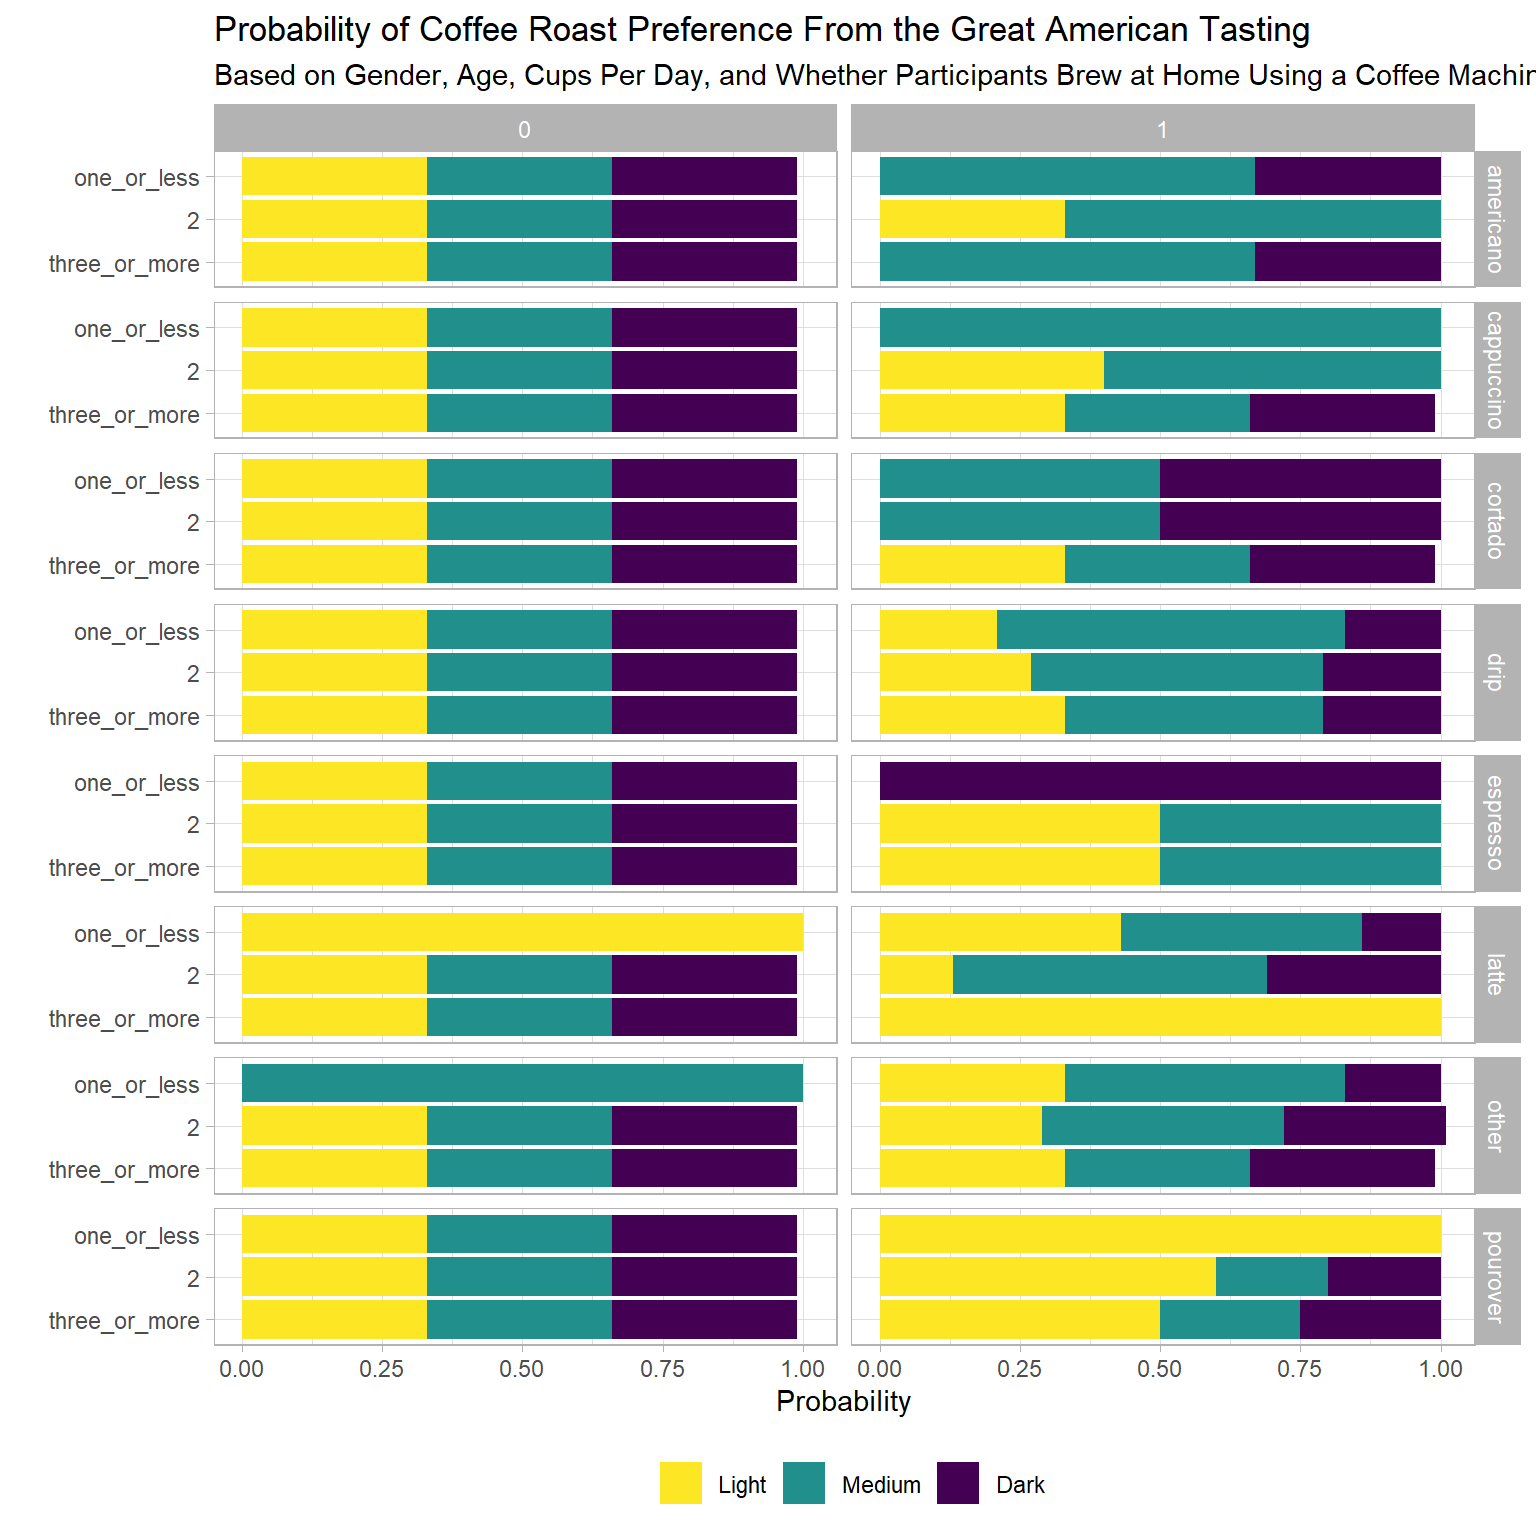 Probability of Coffee Roast Preference From the Great American Tasting
Based on Gender, Age, Cups Per Day, and Whether Participants Brew at Home Using a Coffee Machin
0
1
one_or_less
2
three_or_more
americano
one_or_less
2
three_or_more
cappuccino
one_or_less
2
three_or_more
cortado
one_or_less
2
three_or_more
drip
one_or_less
2
three_or_more
espresso
one_or_less
2
three_or_more
latte
one_or_less
2
three_or_more
other
one_or_less
2
three_or_more
pourover
0.00 0.25 0.50 0.75 1.00
0.00 0.25 0.50 0.75 1.00
Probability
Light Medium Dark